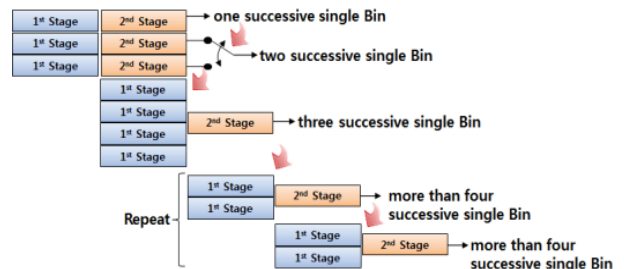 1st Stage 2nd Stage one successive single Bin
1st Stage 2nd Stage
two successive single Bin
1st Stage 2nd Stage
1st Stage
1st Stage
2nd Stage three successive single Bin
1st Stage
1st Stage
Repeat
1st Stage
2nd Stage more than four
1st Stage
successive single Bin
1st Stage
2nd Stage more than four
1st Stage
successive single Bin